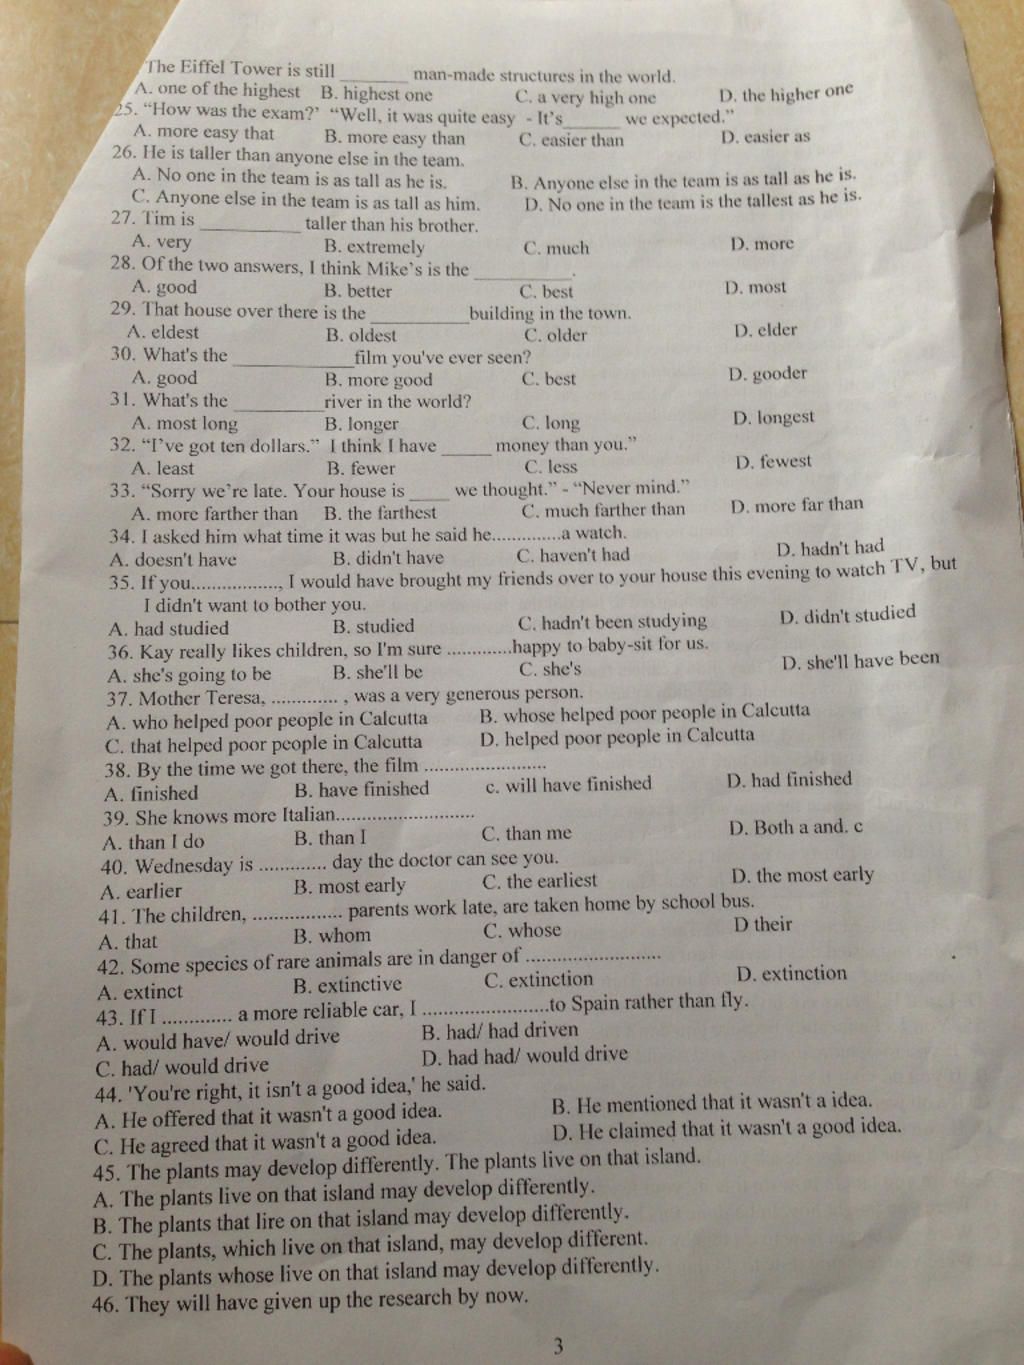 The Eiffel Tower is still _______ man-made structures in the world.
A. one of the highest B. highest one C. a very high one D. the higher one
25. “How was the exam?’ “Well, it was quite easy - It’s______ we expected.”
A. more easy that B. more easy than C. easier than D. easier as
26. He is taller than anyone else in the team.
A. No one in the team is as tall as he is. B. Anyone else in the team is as tall as he is.
C. Anyone else in the team is as tall as him. D. No one in the team is the tallest as he is.
27. Tim is __________ taller than his brother.
A. very B. extremely C. much D. more
28. Of the two answers, I think Mike’s is the __________.
A. good B. better C. best D. most
29. That house over there is the __________building in the town.
A. eldest B. oldest C. older D. elder
30. What's the ____________film you've ever seen?
A. good B. more good C. best D. gooder
31. What's the _________river in the world?
A. most long B. longer C. long D. longest
32. “I’ve got ten dollars.” I think I have _____ money than you.”
A. least B. fewer C. less D. fewest
33. “Sorry we’re late. Your house is ____ we thought.” - “Never mind.”
A. more farther than B. the farthest C. much farther than D. more far than
34. I asked him what time it was but he said he..............a watch.
A. doesn't have B. didn't have C. haven't had D. hadn't had
35. If you................., I would have brought my friends over to your house this evening to watch TV, but
I didn't want to bother you.
A. had studied B. studied C. hadn't been studying D. didn't studied
36. Kay really likes children, so I'm sure .............happy to baby-sit for us.
A. she's going to be B. she'll be C. she's D. she'll have been
37. Mother Teresa, ............. , was a very generous person.
A. who helped poor people in Calcutta B. whose helped poor people in Calcutta
C. that helped poor people in Calcutta D. helped poor people in Calcutta
38. By the time we got there, the film ........................
A. finished B. have finished c. will have finished D. had finished
39. She knows more Italian...........................
A. than I do B. than I C. than me D. Both a and. c
40. Wednesday is ............. day the doctor can see you.
A. earlier B. most early C. the earliest D. the most early
41. The children, .................. parents work late, are taken home by school bus.
A. that B. whom C. whose D their
42. Some species of rare animals are in danger of ...........................
A. extinct B. extinctive C. extinction D. extinction
43. If I ............. a more reliable car, I .........................to Spain rather than fly.
A. would have/ would drive B. had/ had driven
C. had/ would drive D. had had/ would drive
44. 'You're right, it isn't a good idea,' he said.
A. He offered that it wasn't a good idea. B. He mentioned that it wasn't a idea.
C. He agreed that it wasn't a good idea. D. He claimed that it wasn't a good idea.
45. The plants may develop differently. The plants live on that island.
A. The plants live on that island may develop differently.
B. The plants that lire on that island may develop differently.
C. The plants, which live on that island, may develop different.
D. The plants whose live on that island may develop differently.
46. They will have given up the research by now.
3